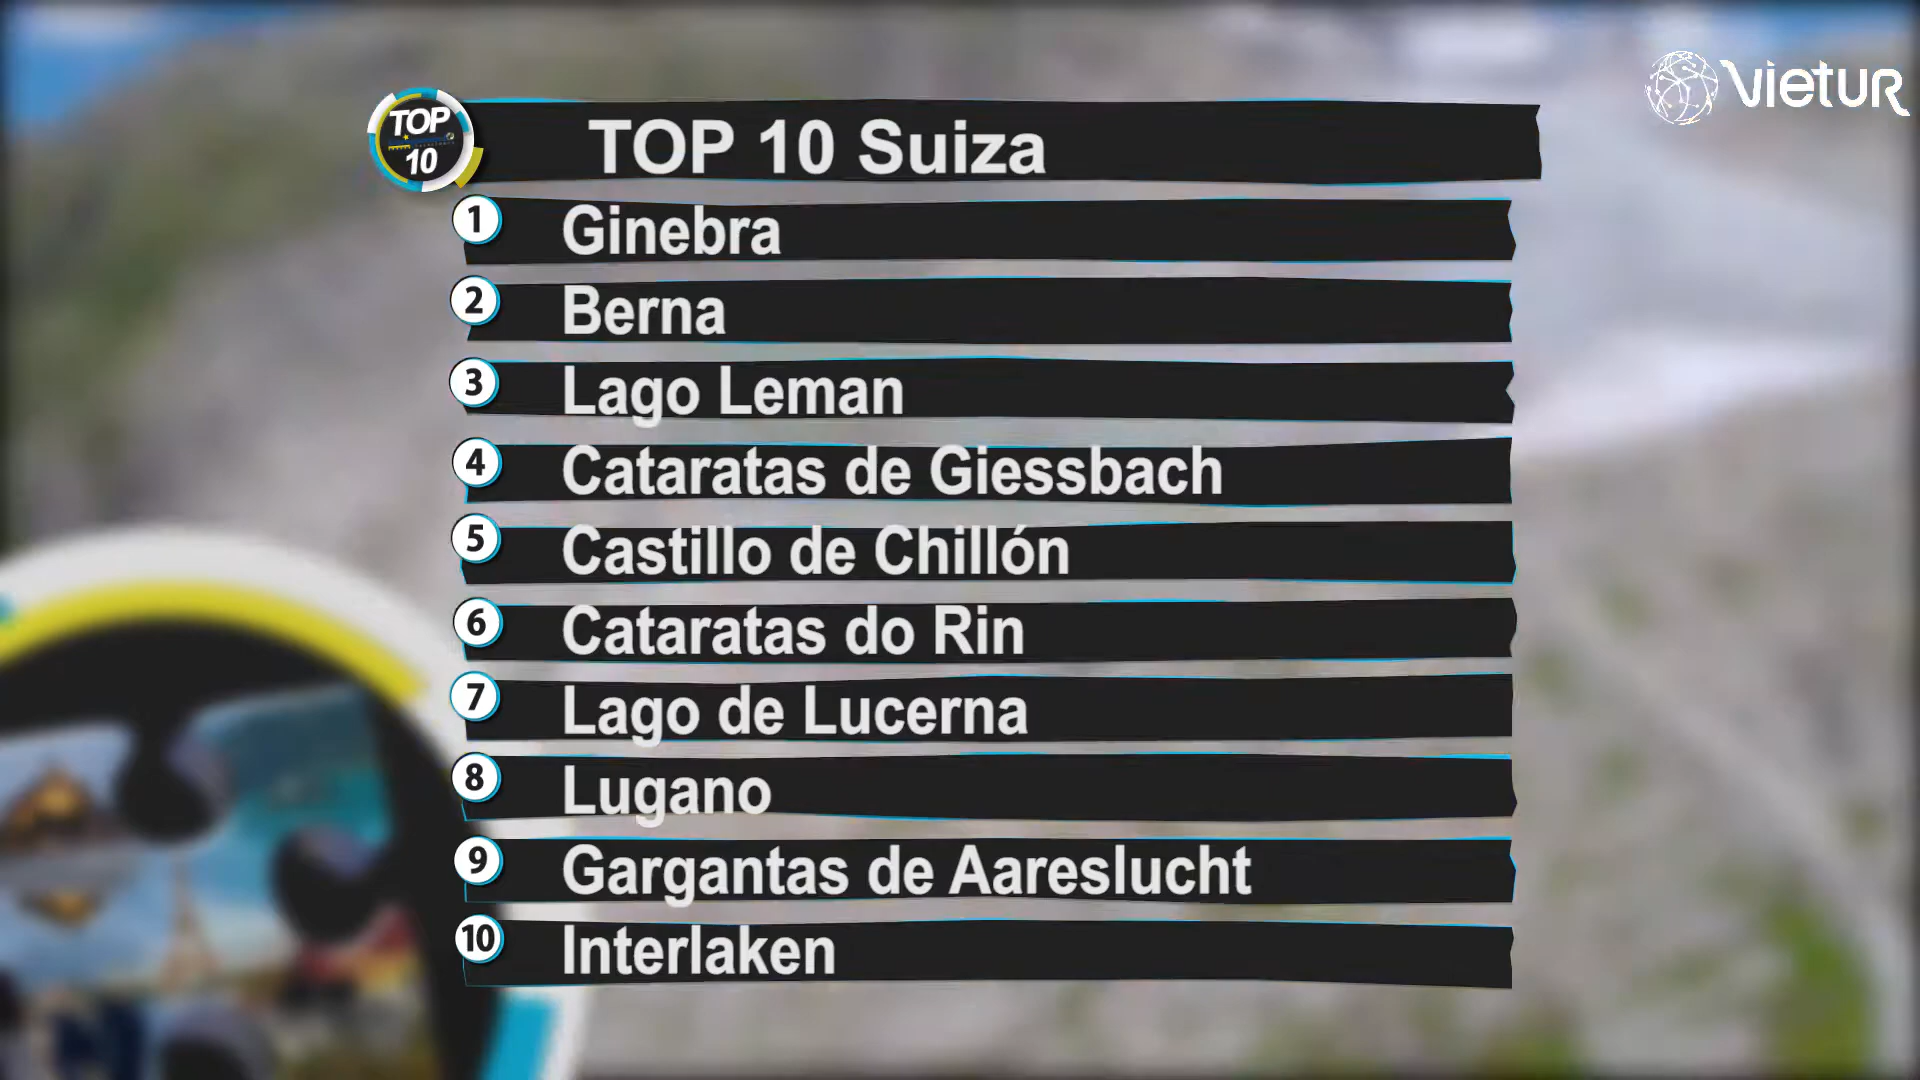 VIETUR
TOP
10
TOP 10 Suiza
1 Ginebra
2 Berna
3 Lago Leman
4 Cataratas de Giessbach
5 Castillo de Chillón
6 Cataratas do Rin
7 Lago de Lucerna
8 Lugano
9 Gargantas de Aareslucht
10 Interlaken